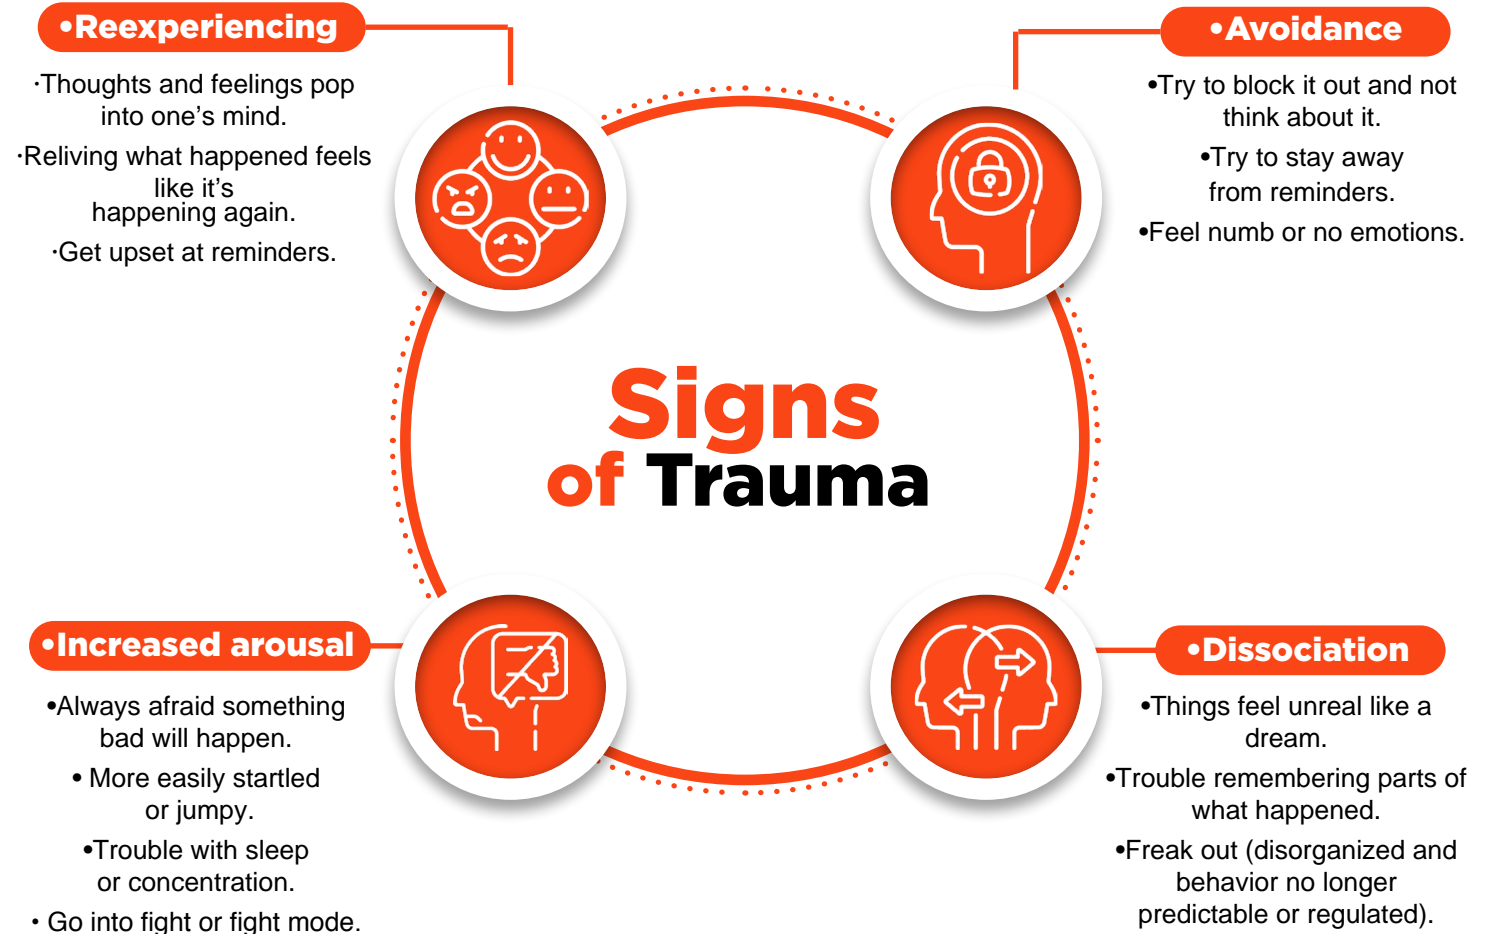 •Reexperiencing
·Thoughts and feelings pop
into one’s mind.
·Reliving what happened feels
like it’s
happening again.
·Get upset at reminders.
•Avoidance
•Try to block it out and not
think about it.
•Try to stay away
from reminders.
•Feel numb or no emotions.
Signs
of Trauma
•Increased arousal
•Always afraid something
bad will happen.
• More easily startled
or jumpy.
•Trouble with sleep
or concentration.
· Go into fight or fight mode.
•Dissociation
•Things feel unreal like a
dream.
•Trouble remembering parts of
what happened.
•Freak out (disorganized and
behavior no longer
predictable or regulated).